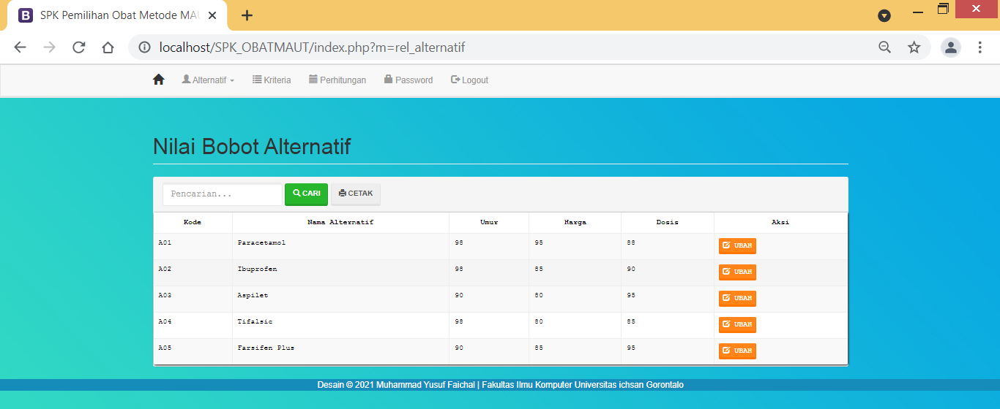 SPK Pemilihan Obat Metode MAU
localhost/SPK_OBATMAUT/index.php?m=rel_alternatif
Alternatif Kriteria Perhitungan Password Logout
Nilai Bobot Alternatif
Pencarian... CARI CETAK
Kode Nama Alternatif Umur Harga Dosis Aksi
A01 Paracetamol 98 95 88 UBAH
A02 Ibuprofen 98 85 90 UBAH
A03 Aspilet 90 80 95 UBAH
A04 Tifalsic 98 80 85 UBAH
A05 Farsifen Plus 90 85 95 UBAH
Desain © 2021 Muhammad Yusuf Faichal | Fakultas Ilmu Komputer Universitas ichsan Gorontalo